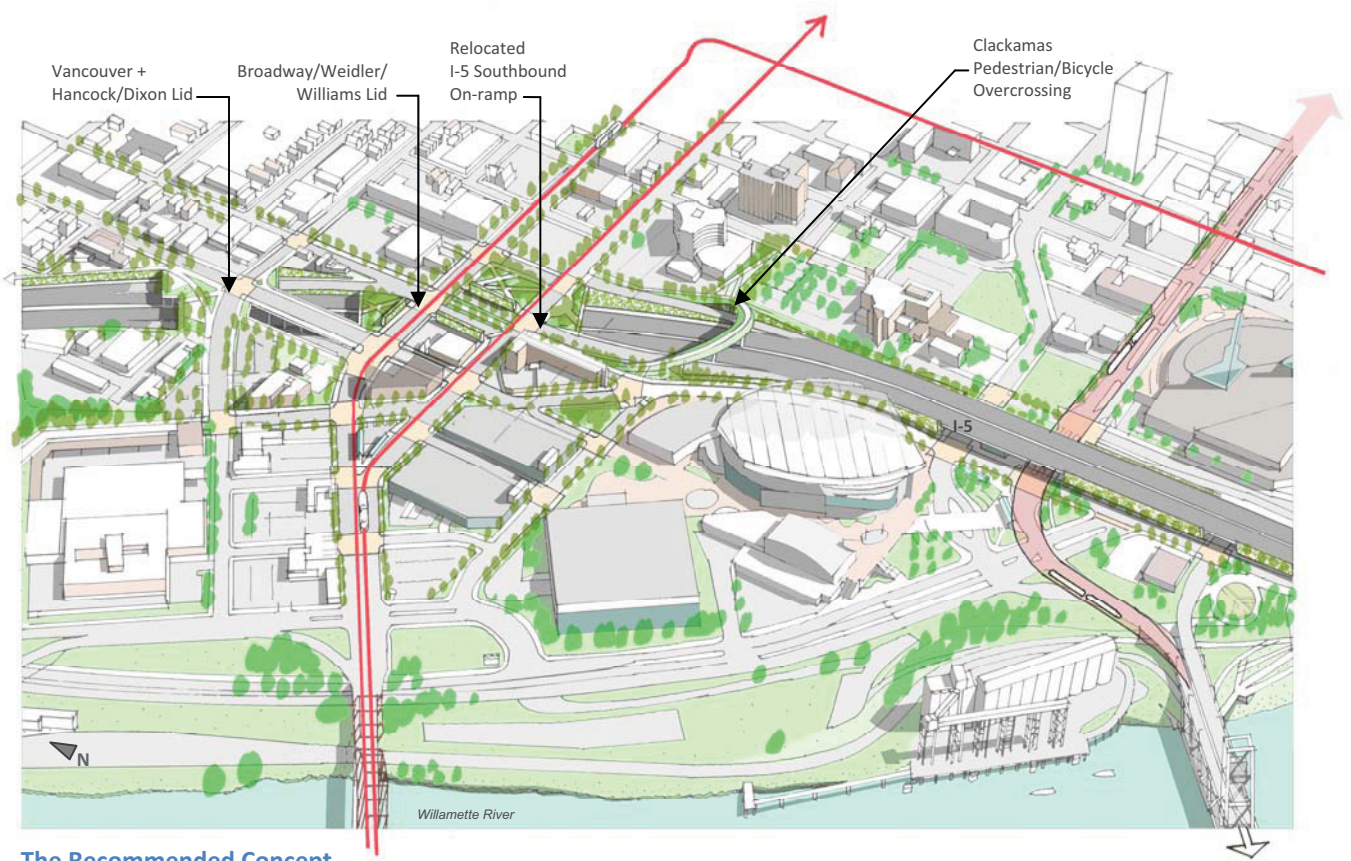 Vancouver +
Hancock/Dixon Lid
Broadway/Weidler/
Williams Lid
Relocated
I-5 Southbound
On-ramp
Clackamas
Pedestrian/Bicycle
Overcrossing
I-5
N
Willamette River
The Recommended Concept